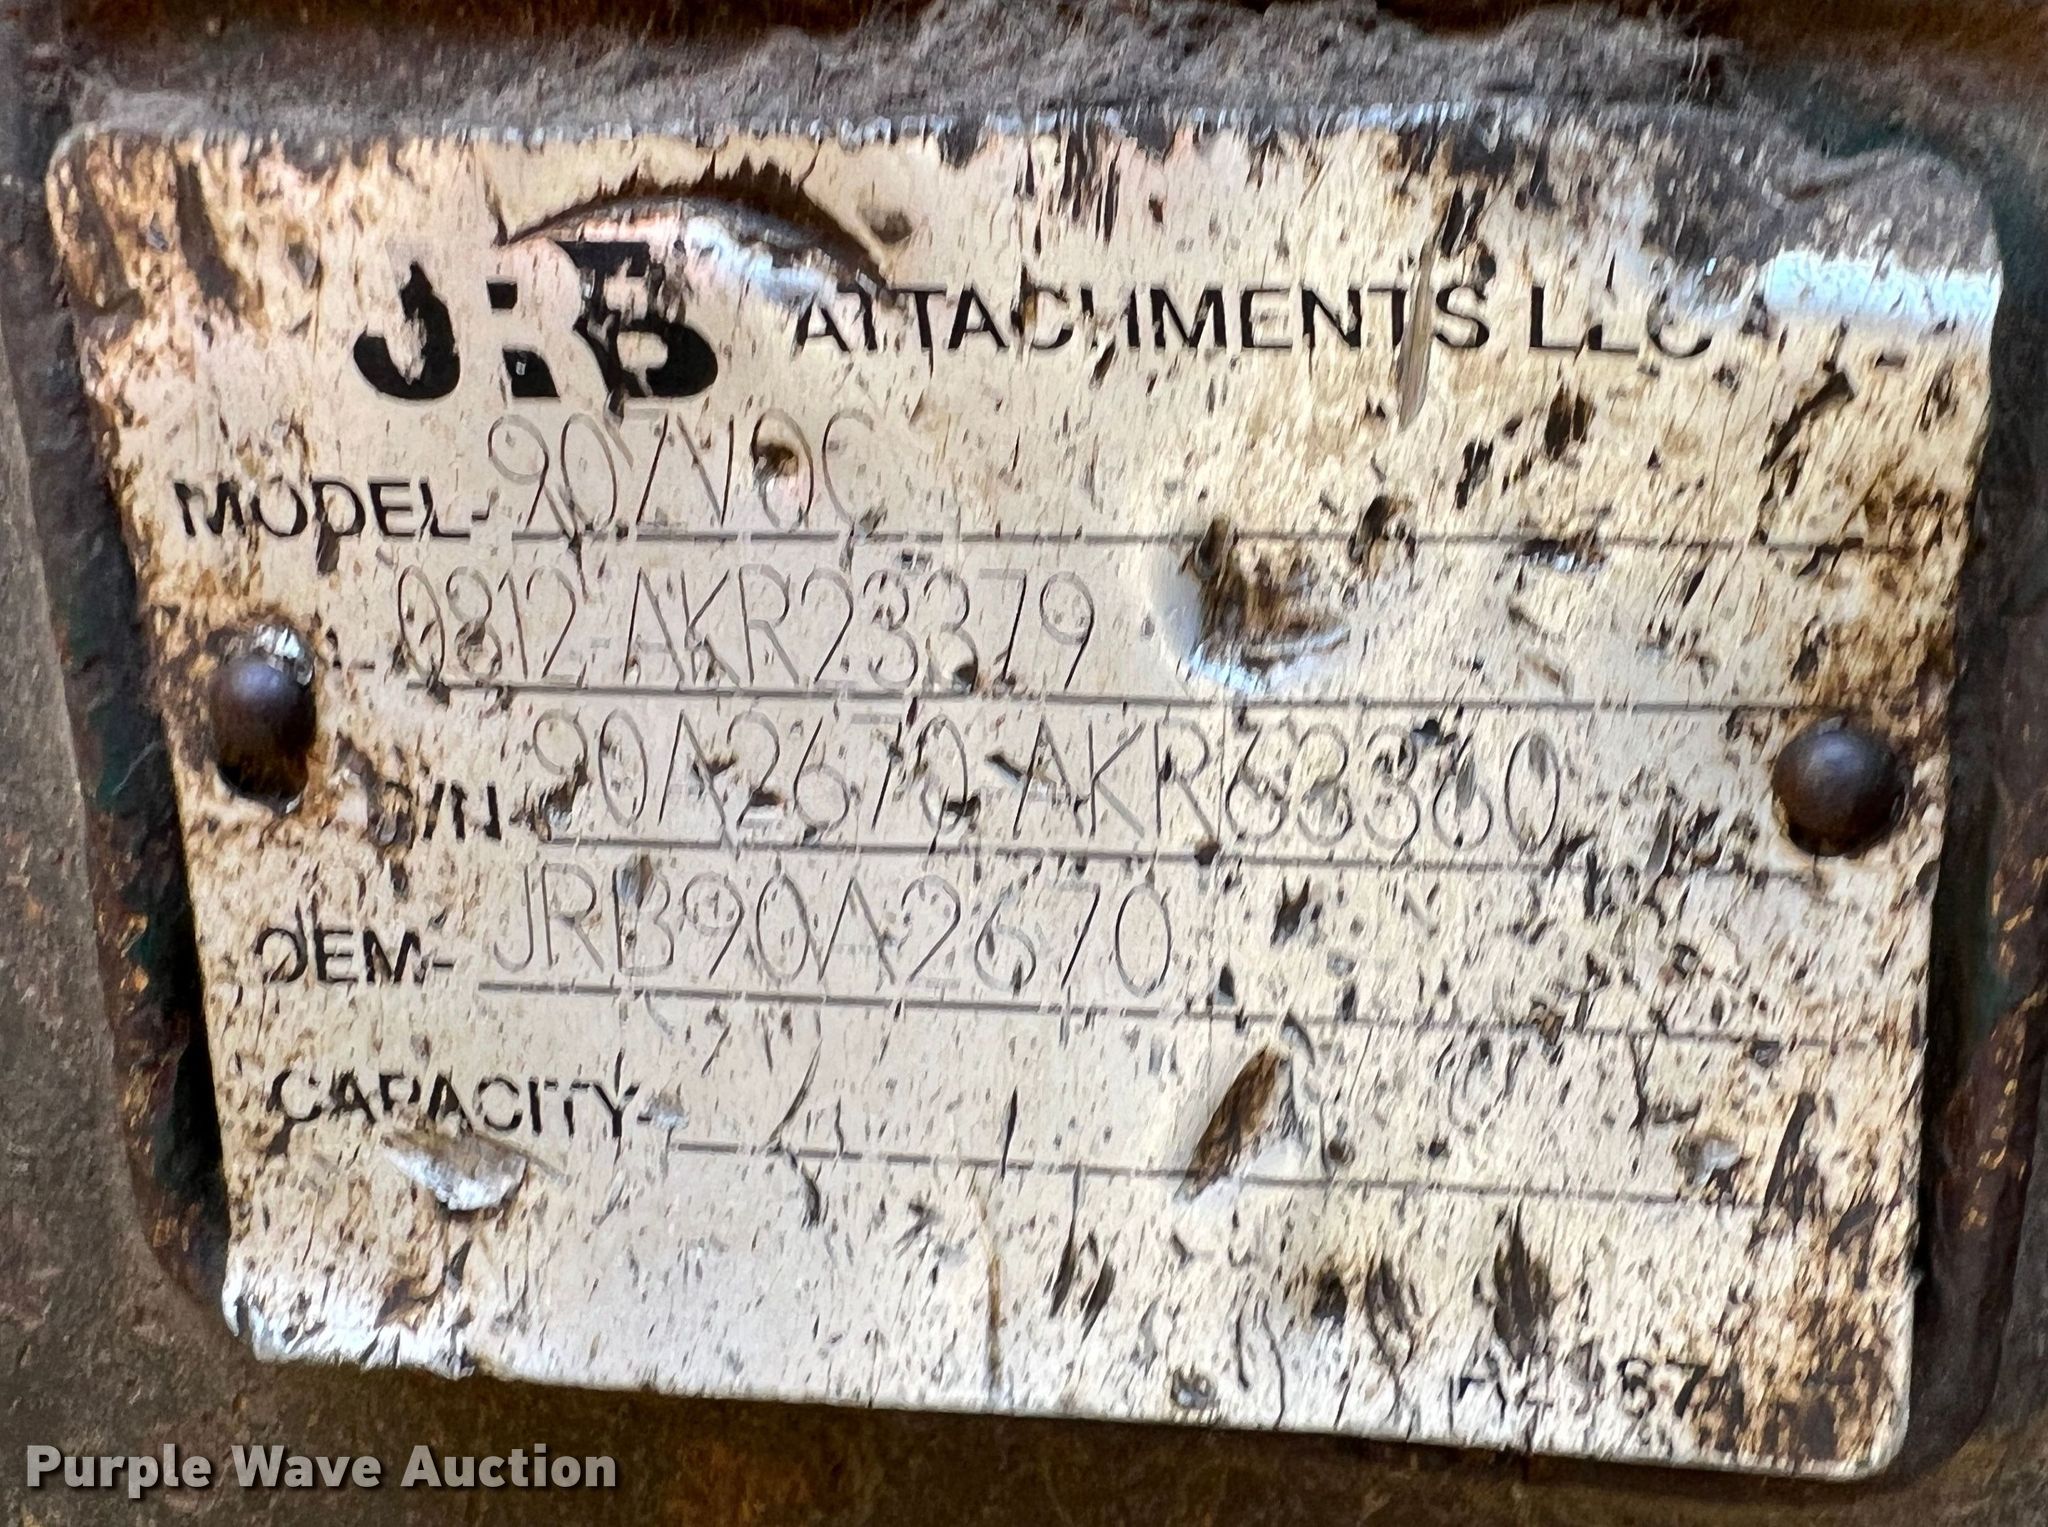 JRB ATTACHMENTS LLC
MODEL-
0812-AKR23379
90A2670-AKR63360
OEM- JRB90A2670
CAPACITY-
Purple Wave Auction